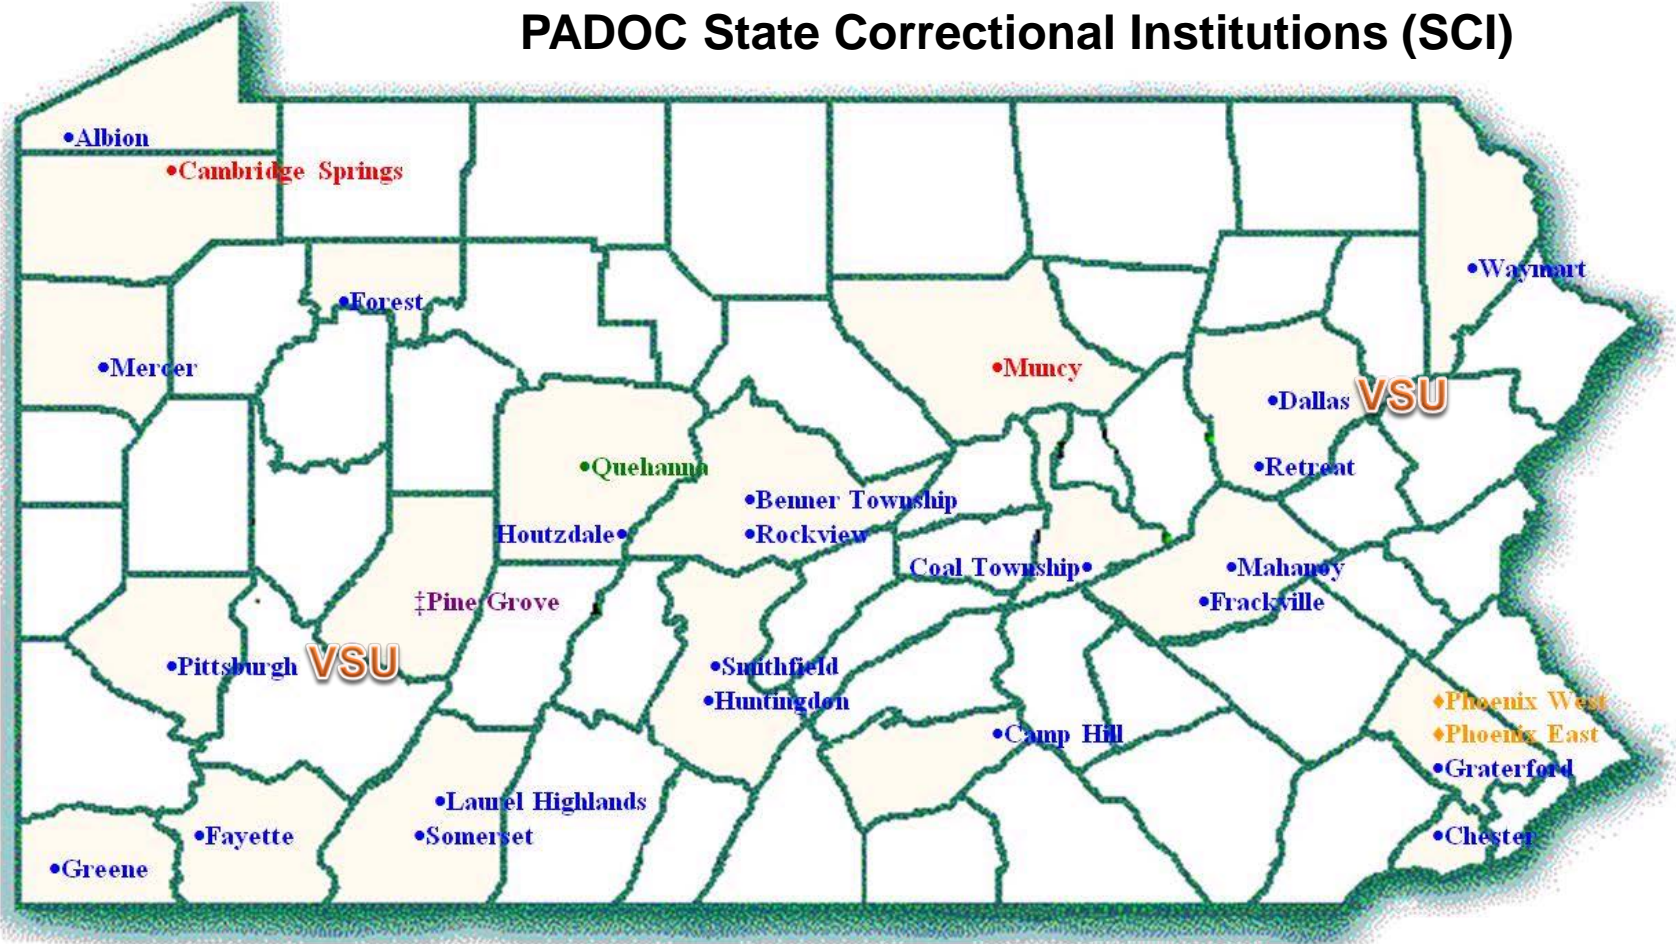 PADOC State Correctional Institutions (SCI)
•Albion
•Cambridge Springs
•Waymart
•Forest
•Mercer
•Muncy
•Dallas VSU
•Quehanna
•Retreat
•Benner Township
Houtzdale•
•Rockview
Coal Township•
•Mahanoy
‡Pine Grove
•Frackville
•Pittsburgh VSU
•Smithfield
•Huntingdon
♦Phoenix West
•Camp Hill
♦Phoenix East
•Graterford
•Laurel Highlands
•Fayette
•Somerset
•Chester
•Greene